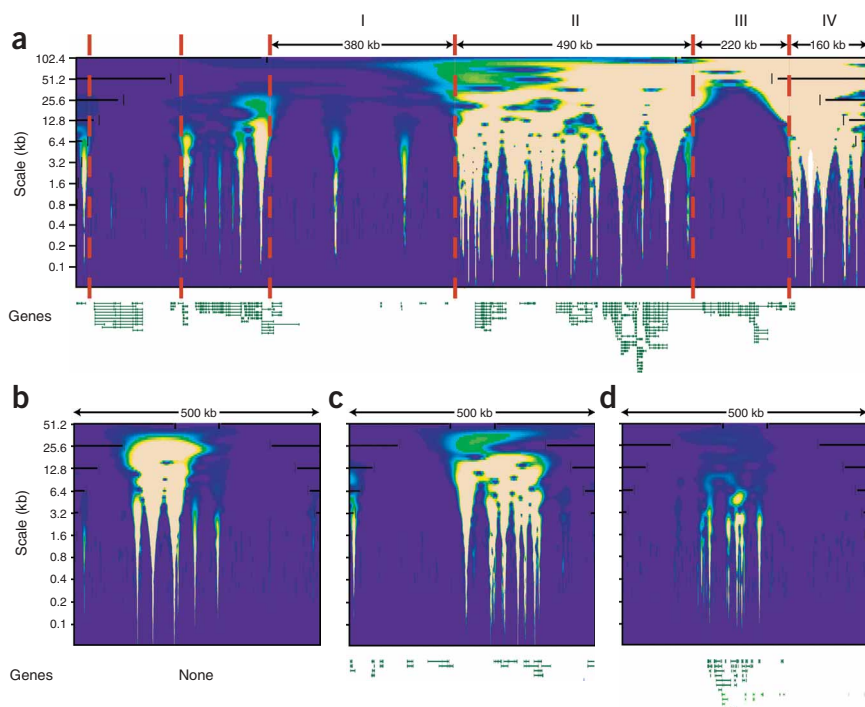 I II III IV
a
380 kb 490 kb 220 kb 160 kb
102.4
51.2
25.6
12.8
6.4
3.2
1.6
0.8
0.4
0.2
0.1
Scale (kb)
Genes
b c d
500 kb 500 kb 500 kb
51.2
25.6
12.8
6.4
3.2
1.6
0.8
0.4
0.2
0.1
Scale (kb)
Genes None